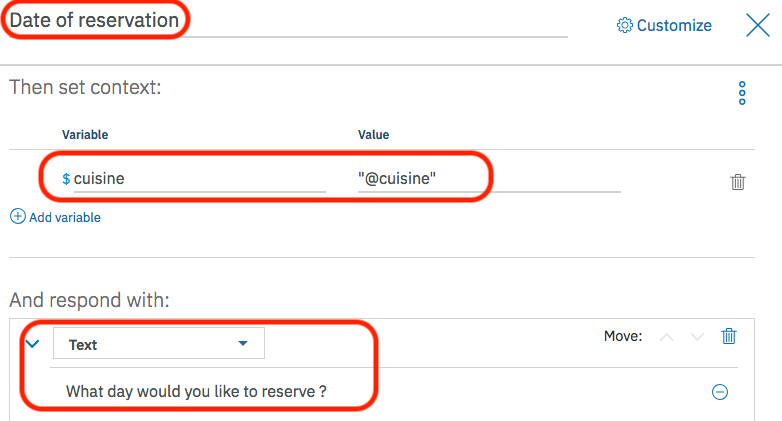 Date of reservation
Customize
Then set context:
Variable Value
$ cuisine "@cuisine"
Add variable
And respond with:
Text Move:
What day would you like to reserve ?